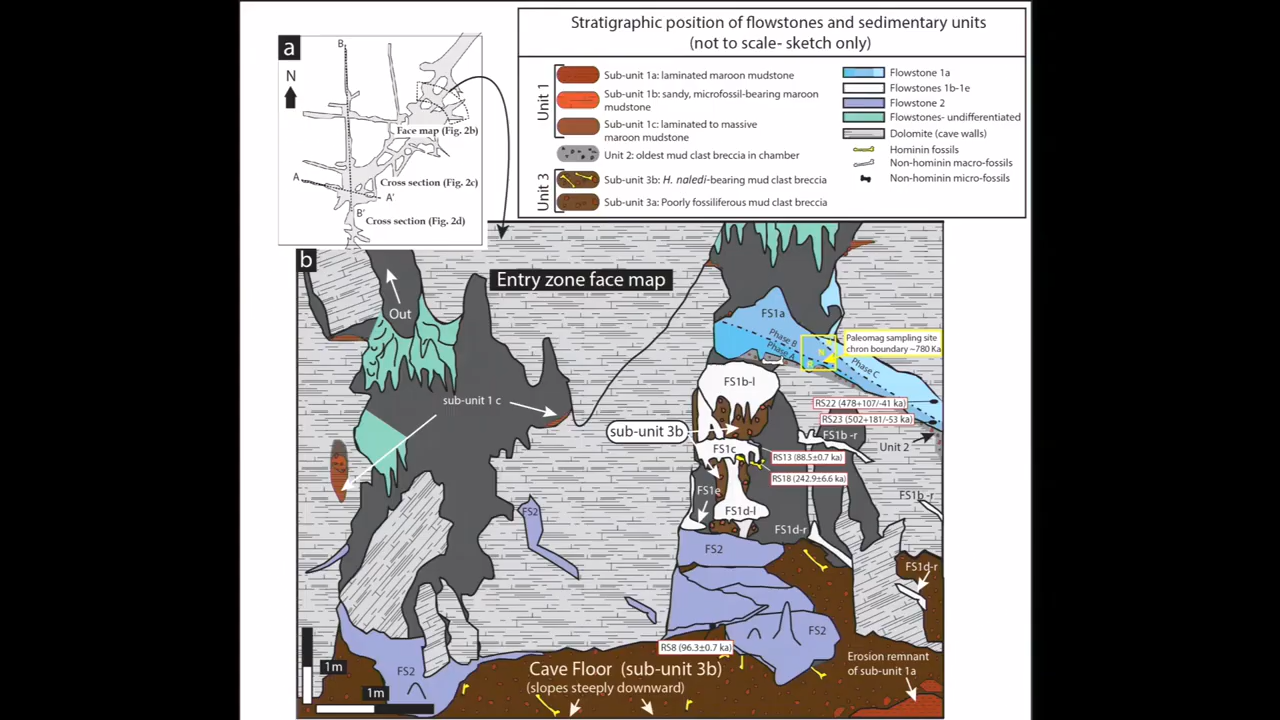 Stratigraphic position of flowstones and sedimentary units
(not to scale- sketch only)
a
N
B
A
A'
B'
Face map (Fig. 2b)
Cross section (Fig. 2c)
Cross section (Fig. 2d)
Unit 1
Sub-unit 1a: laminated maroon mudstone
Sub-unit 1b: sandy, microfossil-bearing maroon
mudstone
Sub-unit 1c: laminated to massive
maroon mudstone
Unit 2: oldest mud clast breccia in chamber
Unit 3
Sub-unit 3b: H. naledi-bearing mud clast breccia
Sub-unit 3a: Poorly fossiliferous mud clast breccia
Flowstone 1a
Flowstones 1b-1e
Flowstone 2
Flowstones- undifferentiated
Dolomite (cave walls)
Hominin fossils
Non-hominin macro-fossils
Non-hominin micro-fossils
b
Entry zone face map
Out
FS1a
Phase B
Phase A
Phase C
N
R
Paleomag sampling site
chron boundary ~780 Ka
FS1b-l
sub-unit 1 c
RS22 (478+107/-41 ka)
RS23 (502+181/-53 ka)
sub-unit 3b
FS1b -r
FS1c
Unit 2
RS13 (88.5±0.7 ka)
RS18 (242.9±6.6 ka)
FS1e
FS1b -r
FS2
FS1d-l
FS1d-r
FS2
FS1d-r
FS2
RS8 (96.3±0.7 ka)
Erosion remnant
of sub-unit 1a
FS2
Cave Floor (sub-unit 3b)
(slopes steeply downward)
1m
1m